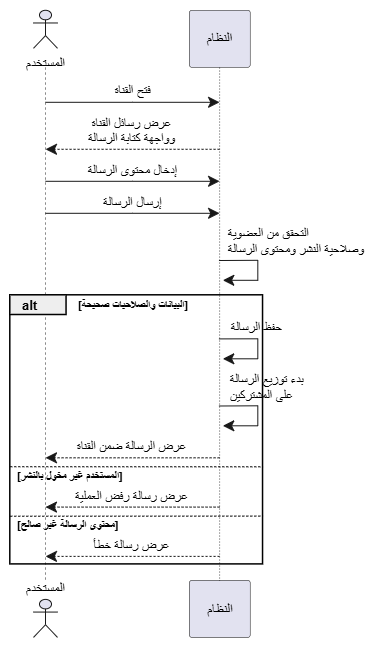 النظام
المستخدم
فتح القناة
عرض رسائل القناة
وواجهة كتابة الرسالة
إدخال محتوى الرسالة
إرسال الرسالة
التحقق من العضوية
وصلاحية النشر ومحتوى الرسالة
alt
[البيانات والصلاحيات صحيحة]
حفظ الرسالة
بدء توزيع الرسالة
على المشتركين
عرض الرسالة ضمن القناة
[المستخدم غير مخول بالنشر]
عرض رسالة رفض العملية
[محتوى الرسالة غير صالح]
عرض رسالة خطأ
المستخدم
النظام